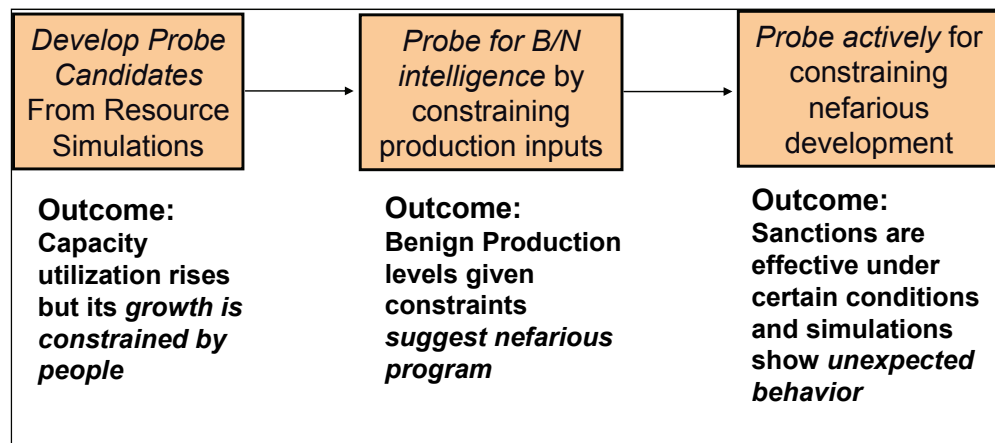 Develop Probe
Candidates
From Resource
Simulations
Probe for B/N
intelligence by
constraining
production inputs
Probe actively for
constraining
nefarious
development
Outcome:
Capacity
utilization rises
but its growth is
constrained by
people
Outcome:
Benign Production
levels given
constraints
suggest nefarious
program
Outcome:
Sanctions are
effective under
certain conditions
and simulations
show unexpected
behavior